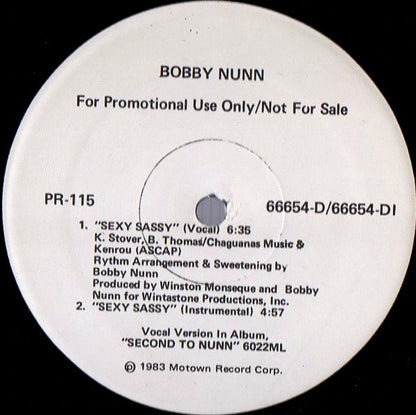 BOBBY NUNN
For Promotional Use Only/Not For Sale
PR-115
66654-D/66654-DI
1. "SEXY SASSY" (Vocal) 6:35
K. Stover, B. Thomas/Chaguanas Music &
Kenrou (ASCAP)
Rythm Arrangement & Sweetening by
Bobby Nunn
Produced by Winston Monseque and Bobby
Nunn for Wintastone Productions, Inc.
2. "SEXY SASSY" (Instrumental) 4:57
Vocal Version In Album,
"SECOND TO NUNN" 6022ML
℗ 1983 Motown Record Corp.